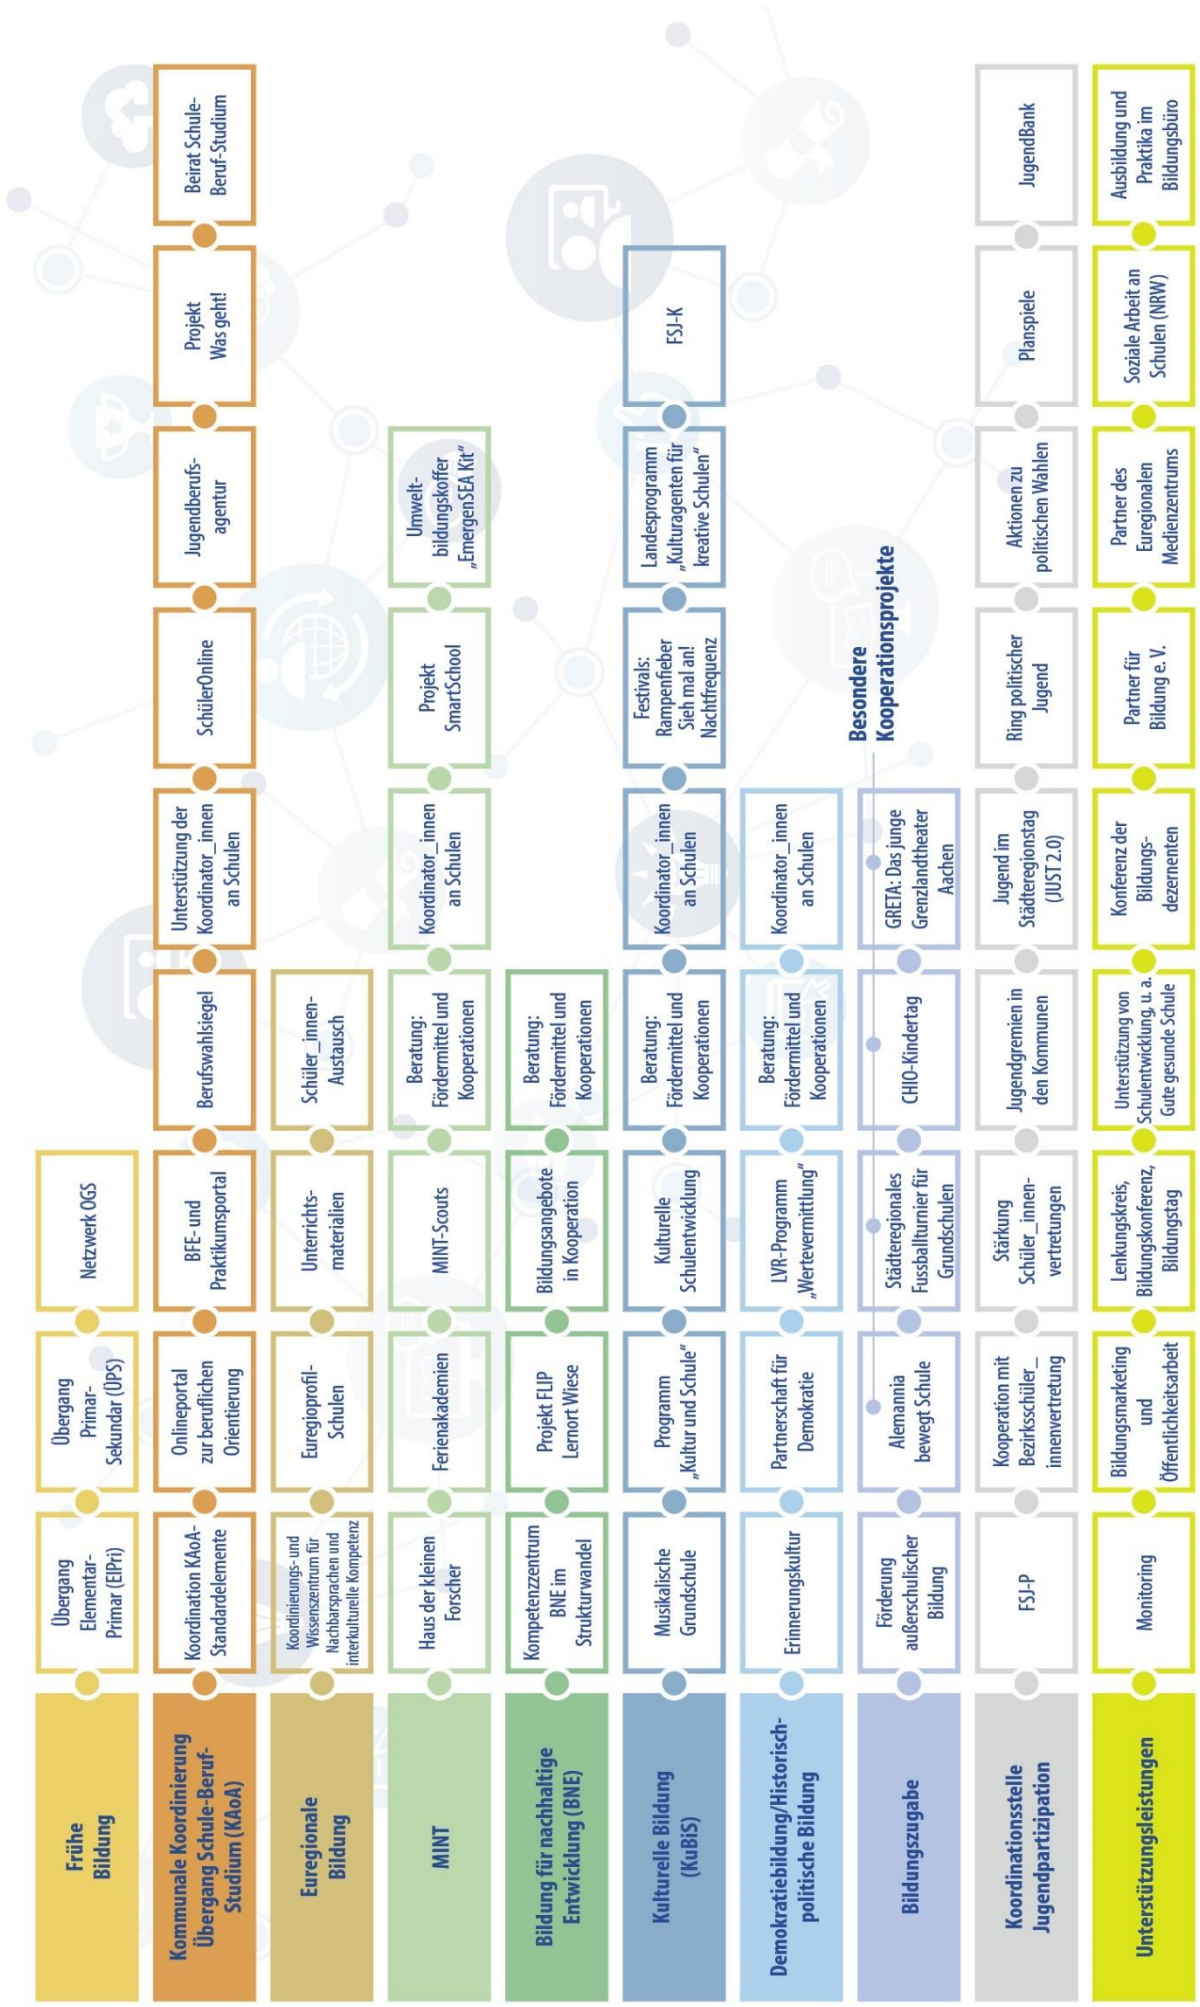 Frühe
Bildung
Übergang
Elementar-
Primar (ElPri)
Übergang
Primar-
Sekundar (ÜPS)
Netzwerk OGS
Kommunale Koordinierung
Übergang Schule-Beruf-
Studium (KAoA)
Koordination KAoA-
Standardelemente
Onlineportal
zur beruflichen
Orientierung
BFE- und
Praktikumsportal
Berufswahlsiegel
Unterstützung der
Koordinator_innen
an Schulen
SchülerOnline
Jugendberufs-
agentur
Projekt
Was geht!
Beirat Schule-
Beruf-Studium
Euregionale
Bildung
Koordinierungs- und
Wissenszentrum für
Nachbarsprachen und
interkulturelle Kompetenz
Euregioprofil-
Schulen
Unterrichts-
materialien
Schüler_innen-
Austausch
MINT
Haus der kleinen
Forscher
Ferienakademien
MINT-Scouts
Beratung:
Fördermittel und
Kooperationen
Koordinator_innen
an Schulen
Projekt
SmartSchool
Umwelt-
bildungskoffer
„EmergenSEA Kit“
Bildung für nachhaltige
Entwicklung (BNE)
Kompetenzzentrum
BNE im
Strukturwandel
Projekt FLIP
Lernort Wiese
Bildungsangebote
in Kooperation
Beratung:
Fördermittel und
Kooperationen
Kulturelle Bildung
(KuBiS)
Musikalische
Grundschule
Programm
„Kultur und Schule“
Kulturelle
Schulentwicklung
Beratung:
Fördermittel und
Kooperationen
Koordinator_innen
an Schulen
Festivals:
Rampenfieber
Sieh mal an!
Nachtfrequenz
Landesprogramm
„Kulturagenten für
kreative Schulen“
FSJ-K
Demokratiebildung/Historisch-
politische Bildung
Erinnerungskultur
Partnerschaft für
Demokratie
LVR-Programm
„Wertevermittlung“
Beratung:
Fördermittel und
Kooperationen
Koordinator_innen
an Schulen
Bildungszugabe
Förderung
außerschulischer
Bildung
Alemannia
bewegt Schule
Städteregionales
Fussballturnier für
Grundschulen
CHIO-Kindertag
GRETA: Das junge
Grenzlandtheater
Aachen
Besondere
Kooperationsprojekte
Koordinationsstelle
Jugendpartizipation
FSJ-P
Kooperation mit
Bezirksschüler_
innenvertretung
Stärkung
Schüler_innen-
vertretungen
Jugendgremien in
den Kommunen
Jugend im
Städteregionstag
(JUST 2.0)
Ring politischer
Jugend
Aktionen zu
politischen Wahlen
Planspiele
JugendBank
Unterstützungsleistungen
Monitoring
Bildungsmarketing
und
Öffentlichkeitsarbeit
Lenkungskreis,
Bildungskonferenz,
Bildungstag
Unterstützung von
Schulentwicklung, u. a.
Gute gesunde Schule
Konferenz der
Bildungs-
dezernenten
Partner für
Bildung e. V.
Partner des
Euregionalen
Medienzentrums
Soziale Arbeit an
Schulen (NRW)
Ausbildung und
Praktika im
Bildungsbüro